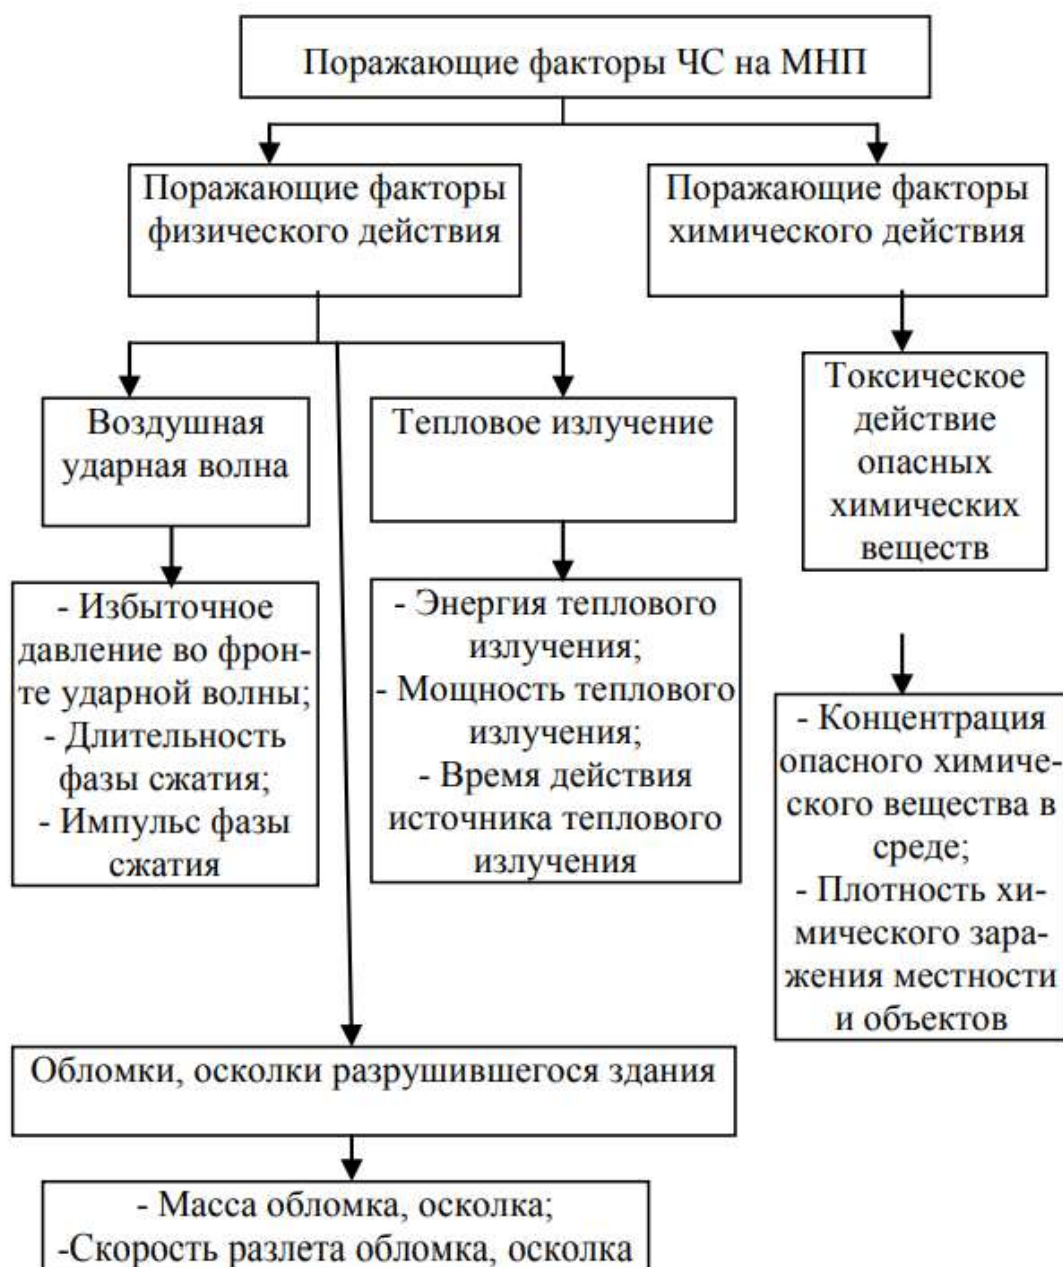 Поражающие факторы ЧС на МНП
Поражающие факторы
физического действия
Поражающие факторы
химического действия
Воздушная
ударная волна
Тепловое излучение
Токсическое
действие
опасных
химических
веществ
- Избыточное
давление во фрон-
те ударной волны;
- Длительность
фазы сжатия;
- Импульс фазы
сжатия
- Энергия теплового
излучения;
- Мощность теплового
излучения;
- Время действия
источника теплового
излучения
- Концентрация
опасного химиче-
ского вещества в
среде;
- Плотность хи-
мического зара-
жения местности
и объектов
Обломки, осколки разрушившегося здания
- Масса обломка, осколка;
-Скорость разлета обломка, осколка